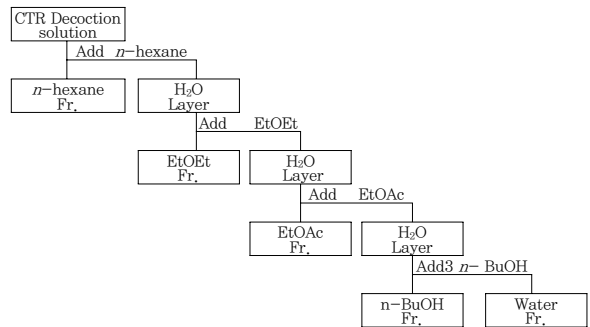 CTR Decoction
solution
Add n-hexane
n-hexane
Fr.
H₂O
Layer
Add EtOEt
EtOEt
Fr.
H₂O
Layer
Add EtOAc
EtOAc
Fr.
H₂O
Layer
Add3 n- BuOH
n-BuOH
Fr.
Water
Fr.